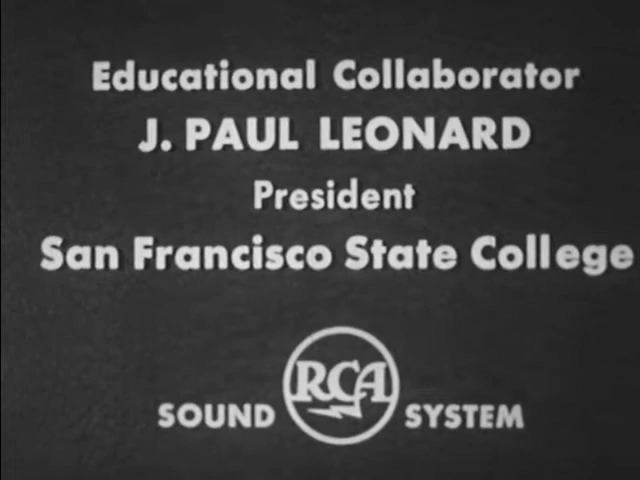 Educational Collaborator
J. PAUL LEONARD
President
San Francisco State College
SOUND RCA SYSTEM